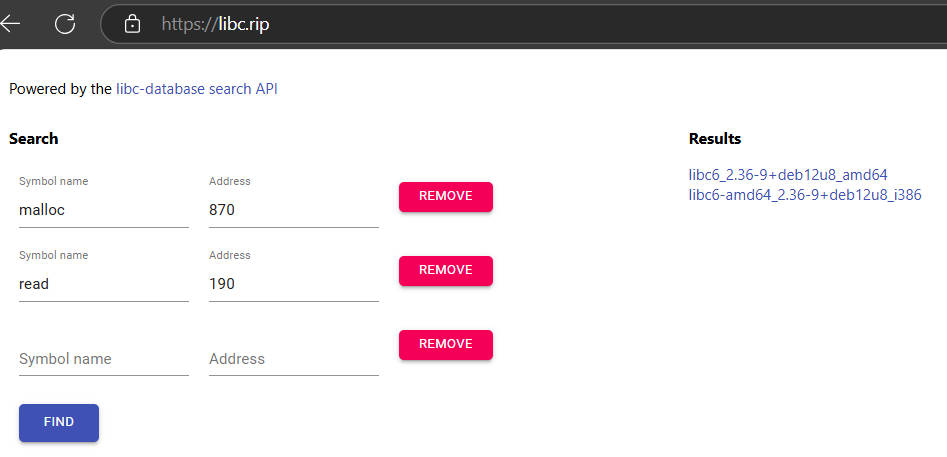 https://libc.rip
Powered by the libc-database search API
Search
Symbol name Address
malloc 870 REMOVE
Symbol name Address
read 190 REMOVE
Symbol name Address REMOVE
FIND
Results
libc6_2.36-9+deb12u8_amd64
libc6-amd64_2.36-9+deb12u8_i386